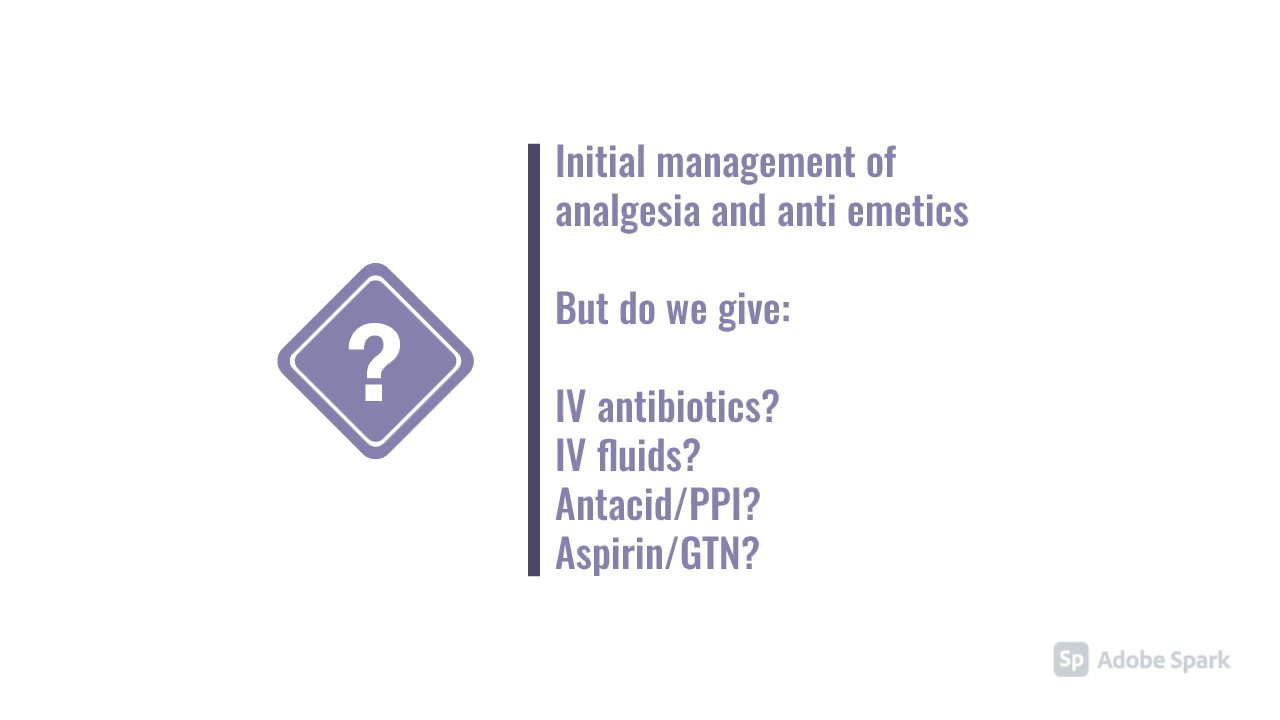 Initial management of
analgesia and anti emetics
But do we give:
IV antibiotics?
IV fluids?
Antacid/PPI?
Aspirin/GTN?
?
Sp Adobe Spark